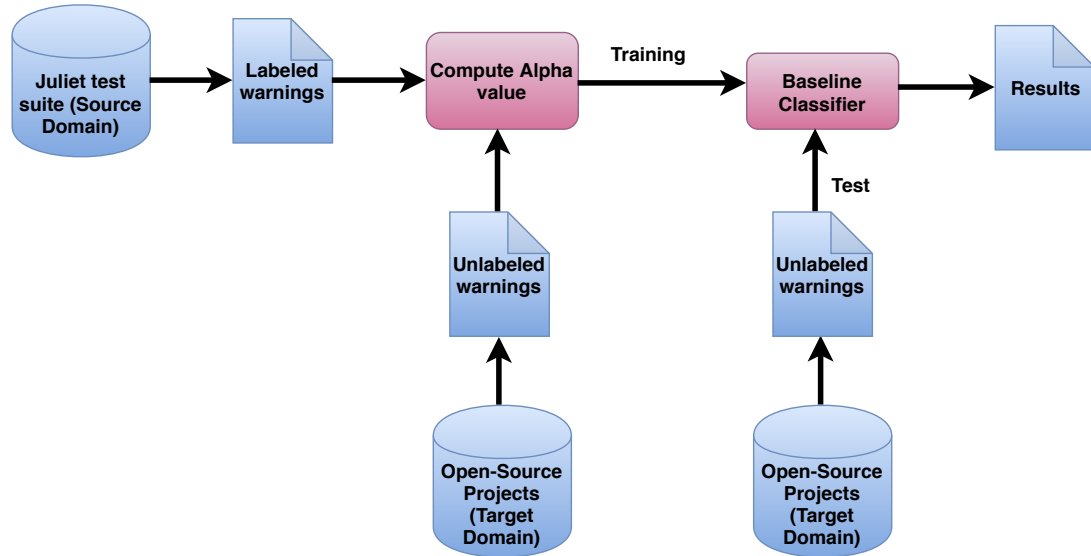 Juliet test
suite (Source
Domain)
Labeled
warnings
Compute Alpha
value
Training
Baseline
Classifier
Results
Test
Unlabeled
warnings
Unlabeled
warnings
Open-Source
Projects
(Target
Domain)
Open-Source
Projects
(Target
Domain)